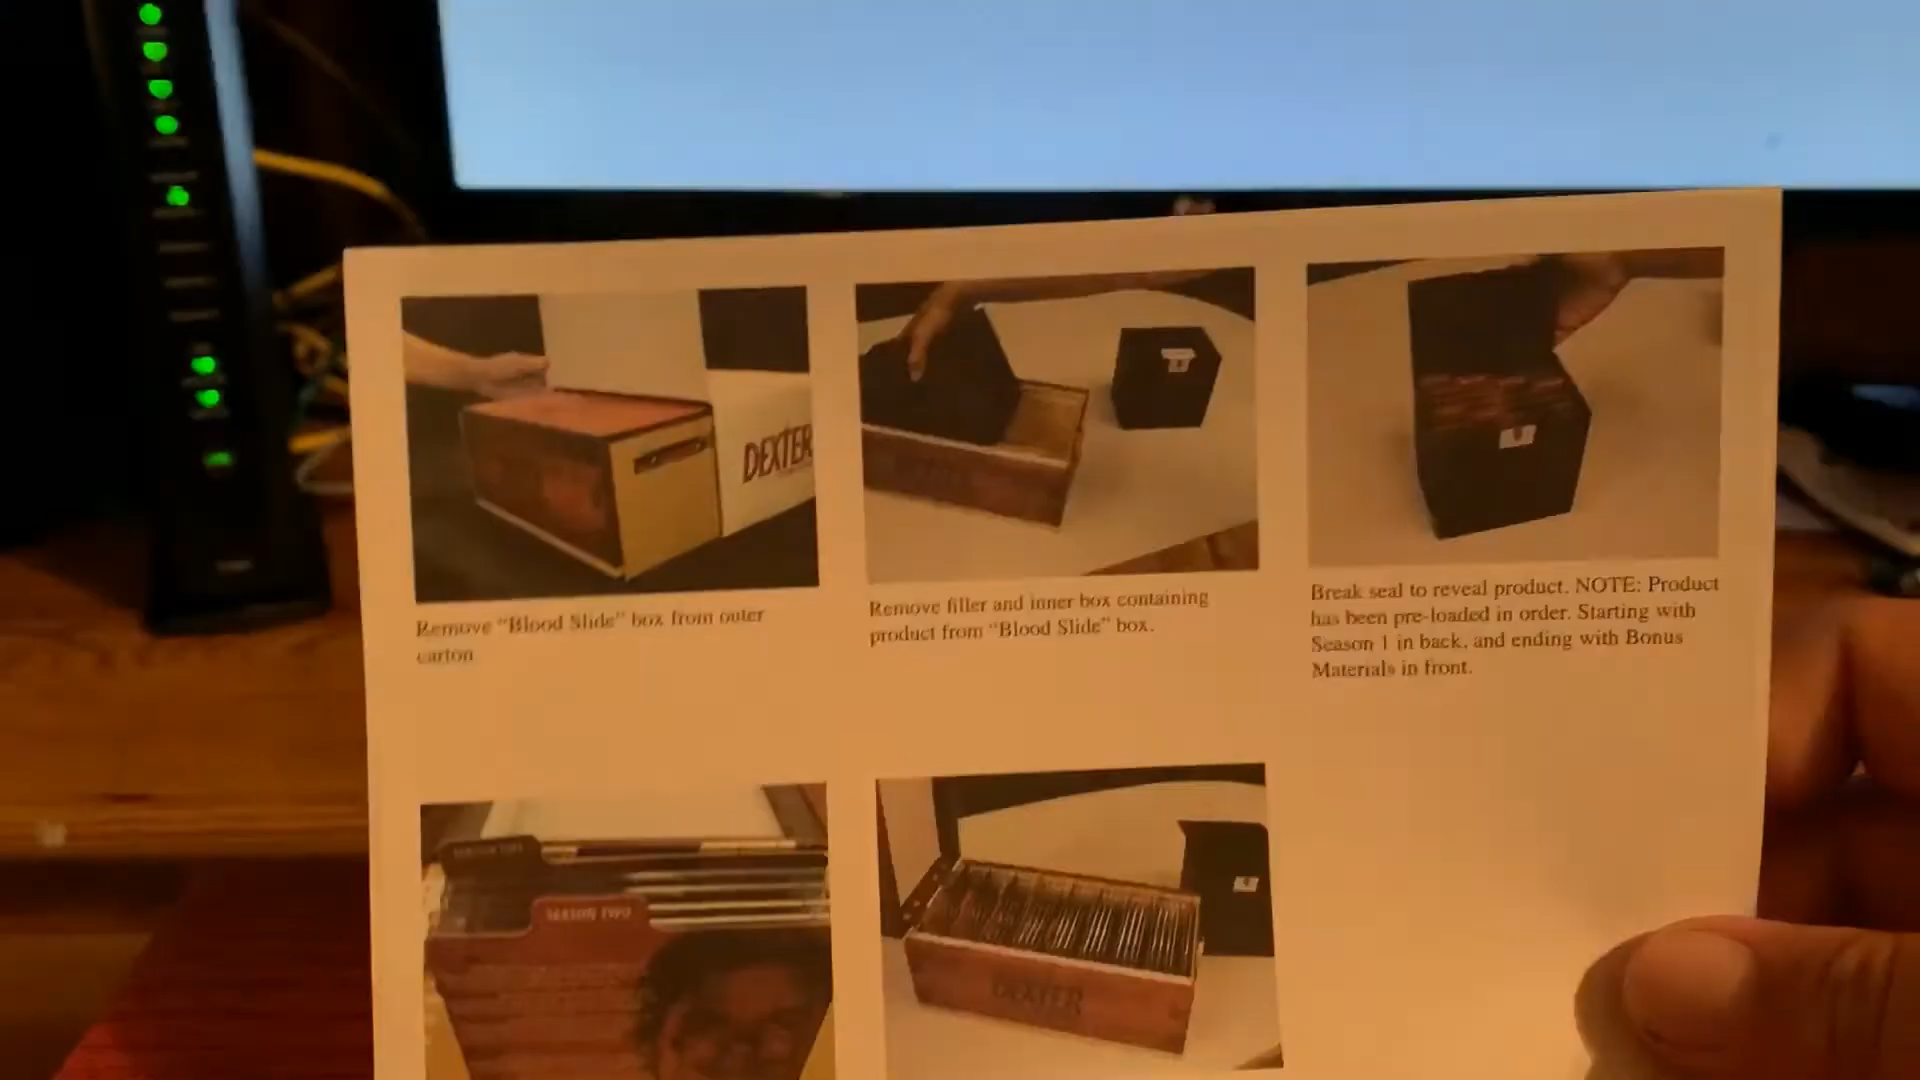 DEXTER
Remove "Blood Slide" box from outer
carton
Remove filler and inner box containing
product from "Blood Slide" box.
Break seal to reveal product. NOTE: Product
has been pre-loaded in order. Starting with
Season 1 in back, and ending with Bonus
Materials in front.
SEASON TWO
DEXTER